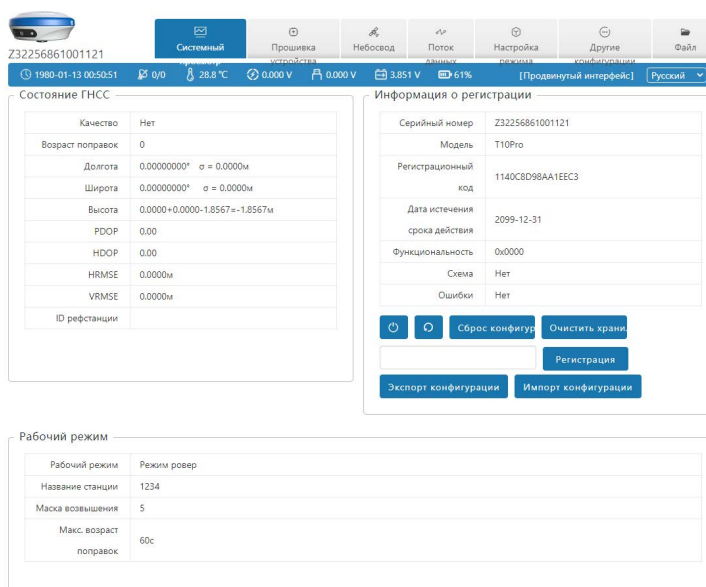 Z32256861001121
Системный
просмотр
Прошивка
устройства
Небосвод
Поток
данных
Настройка
режима
Другие
конфигурации
Файл
1980-01-13 00:50:51 0/0 28.8 °C 0.000 V 0.000 V 3.851 V 61% [Продвинутый интерфейс] Русский
Состояние ГНСС
Качество Нет
Возраст поправок 0
Долгота 0.00000000° σ = 0.0000м
Широта 0.00000000° σ = 0.0000м
Высота 0.0000+0.0000-1.8567=-1.8567м
PDOP 0.00
HDOP 0.00
HRMSE 0.0000м
VRMSE 0.0000м
ID рефстанции
Информация о регистрации
Серийный номер Z32256861001121
Модель T10Pro
Регистрационный
код 1140C8D98AA1EEC3
Дата истечения
срока действия 2099-12-31
Функциональность 0x0000
Схема Нет
Ошибки Нет
Сброс конфигур Очистить храни
Регистрация
Экспорт конфигурации Импорт конфигурации
Рабочий режим
Рабочий режим Режим ровер
Название станции 1234
Маска возвышения 5
Макс. возраст
поправок 60с